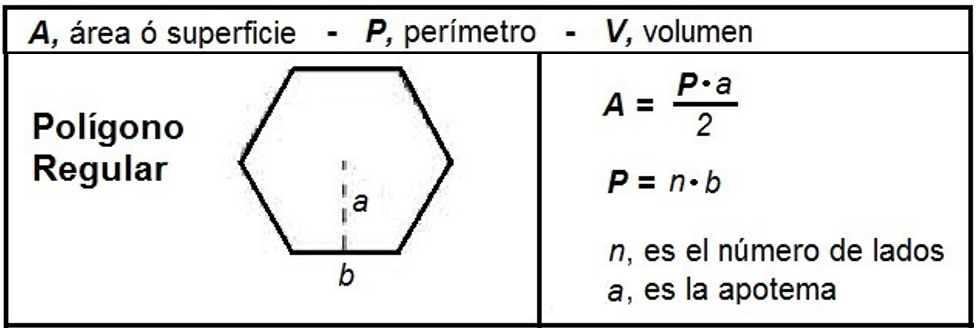 A, área ó superficie - P, perímetro - V, volumen
Polígono
Regular
a
b
A = P·a
2
P = n·b
n, es el número de lados
a, es la apotema